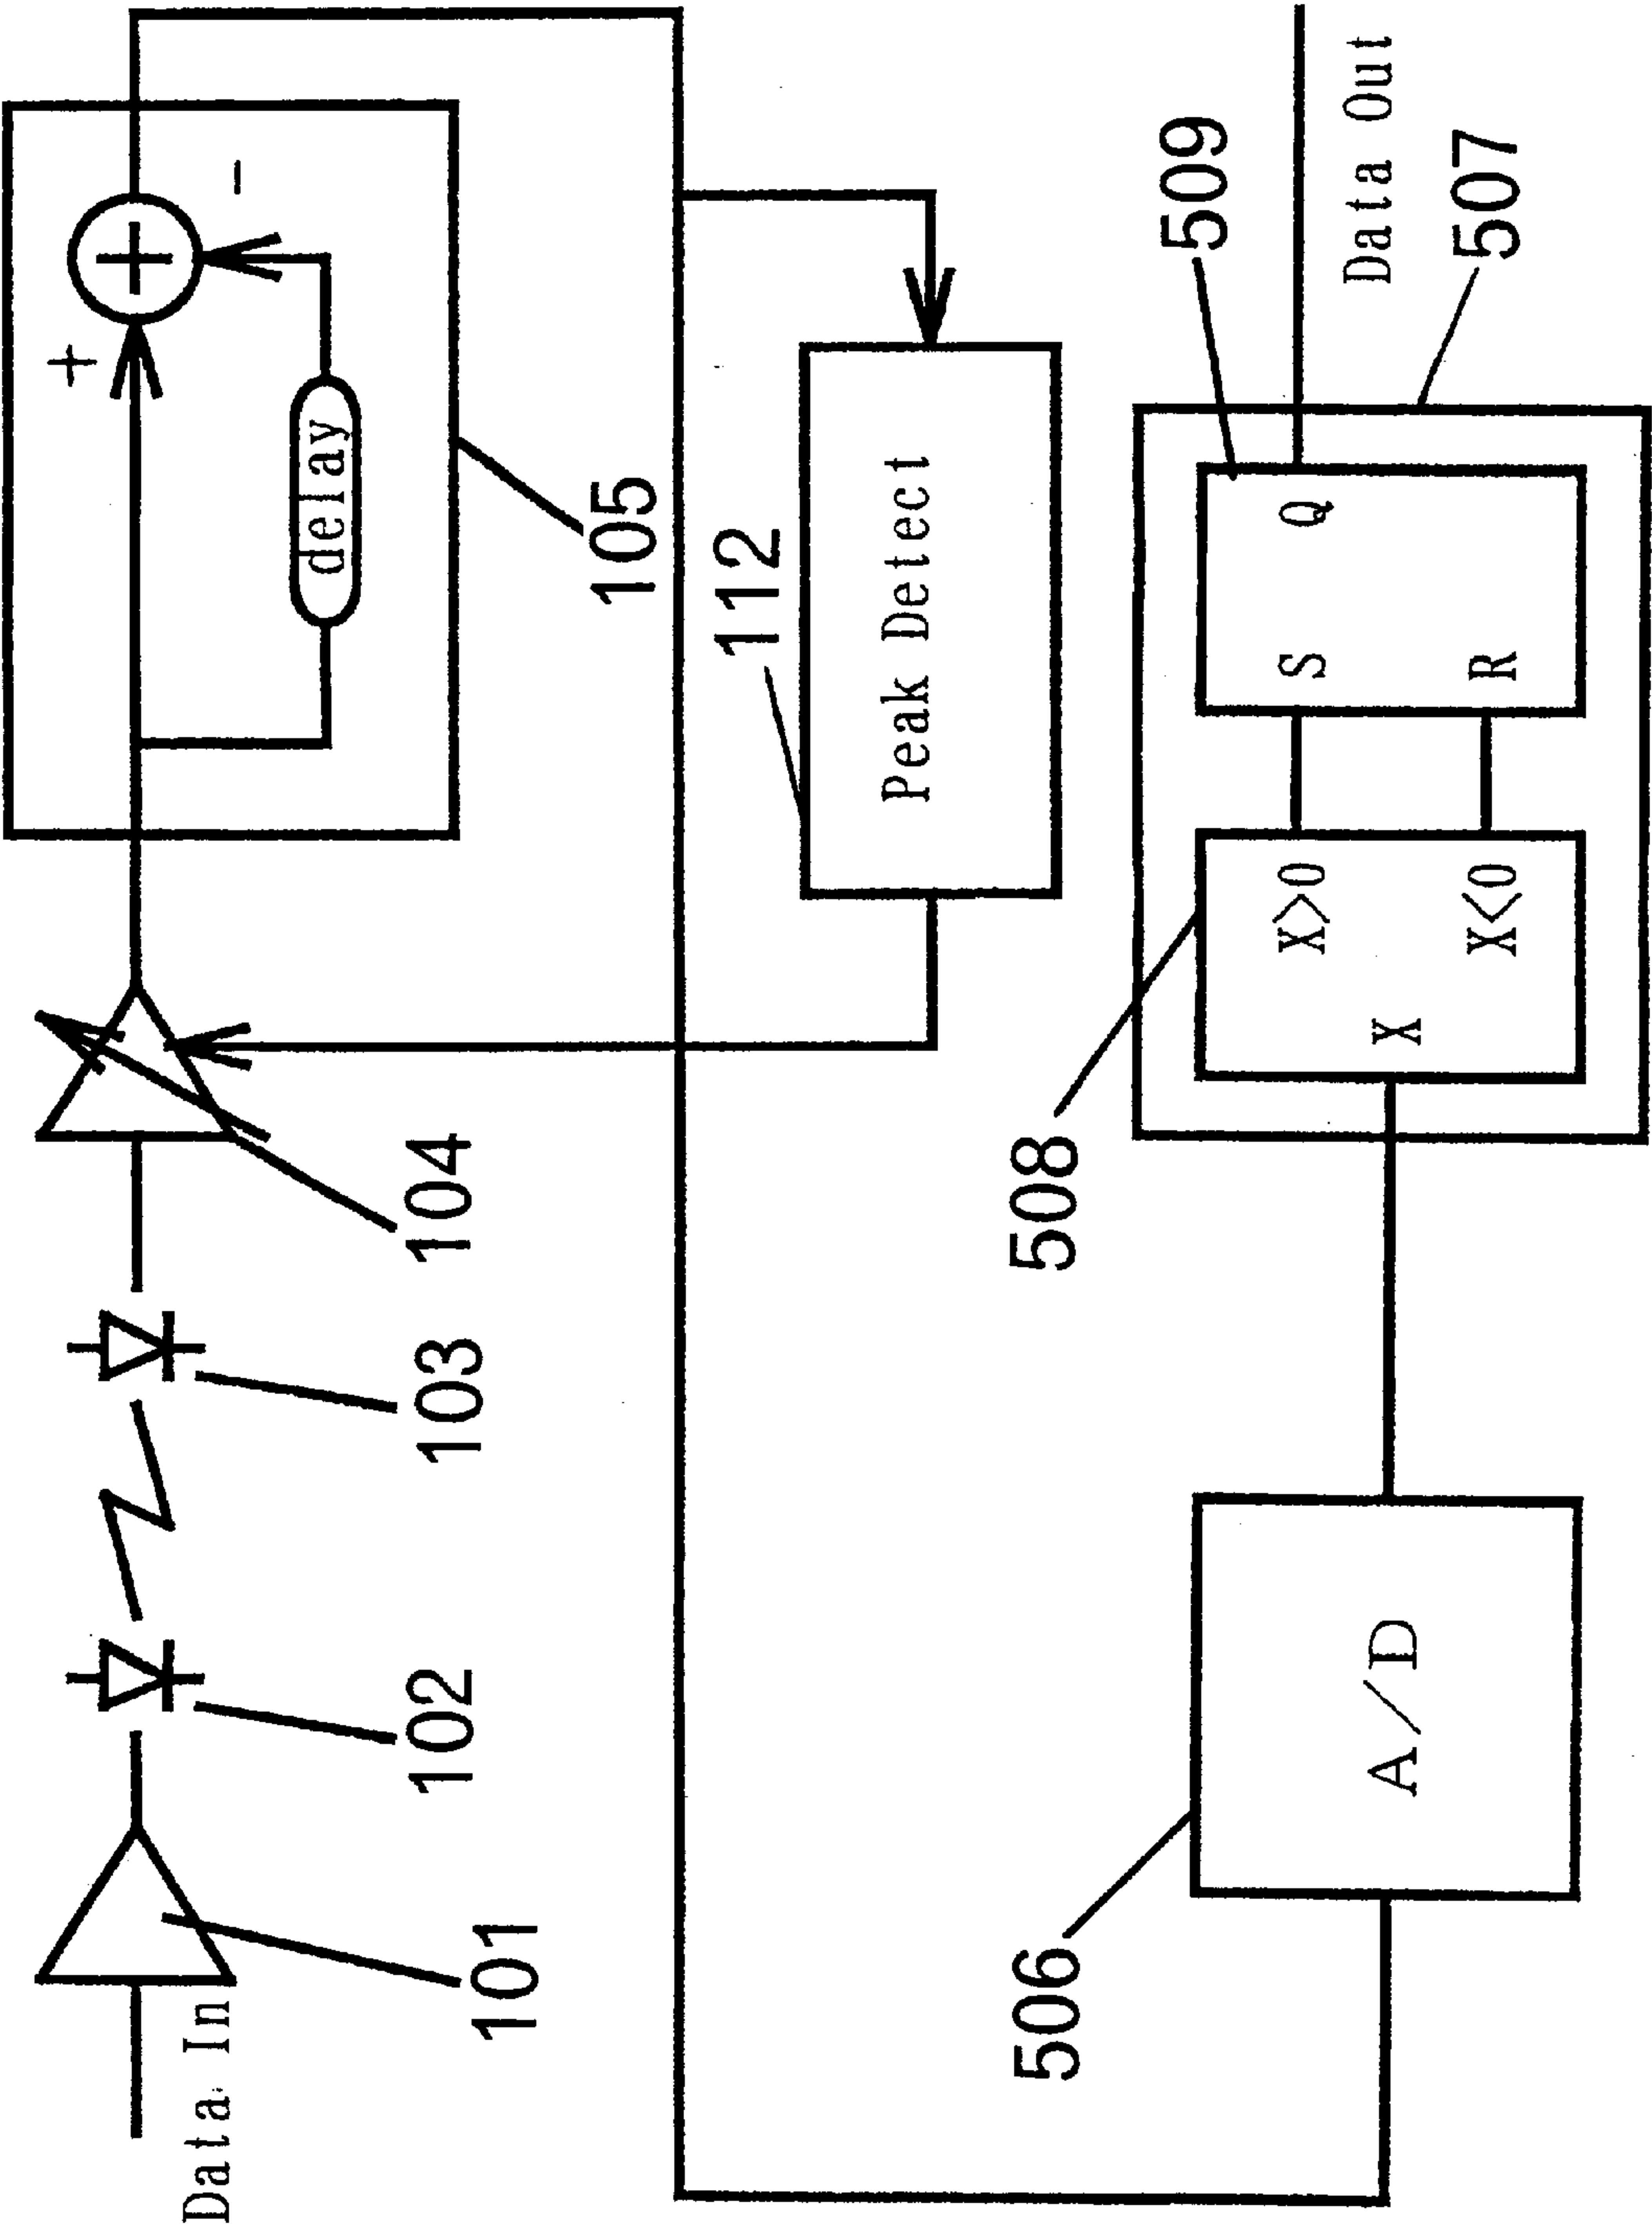 Data In
101
102
103
104
+
-
delay
105
112
Peak Detect
506
A/D
508
X
X>0
X<0
S
R
Q
509
Data Out
507